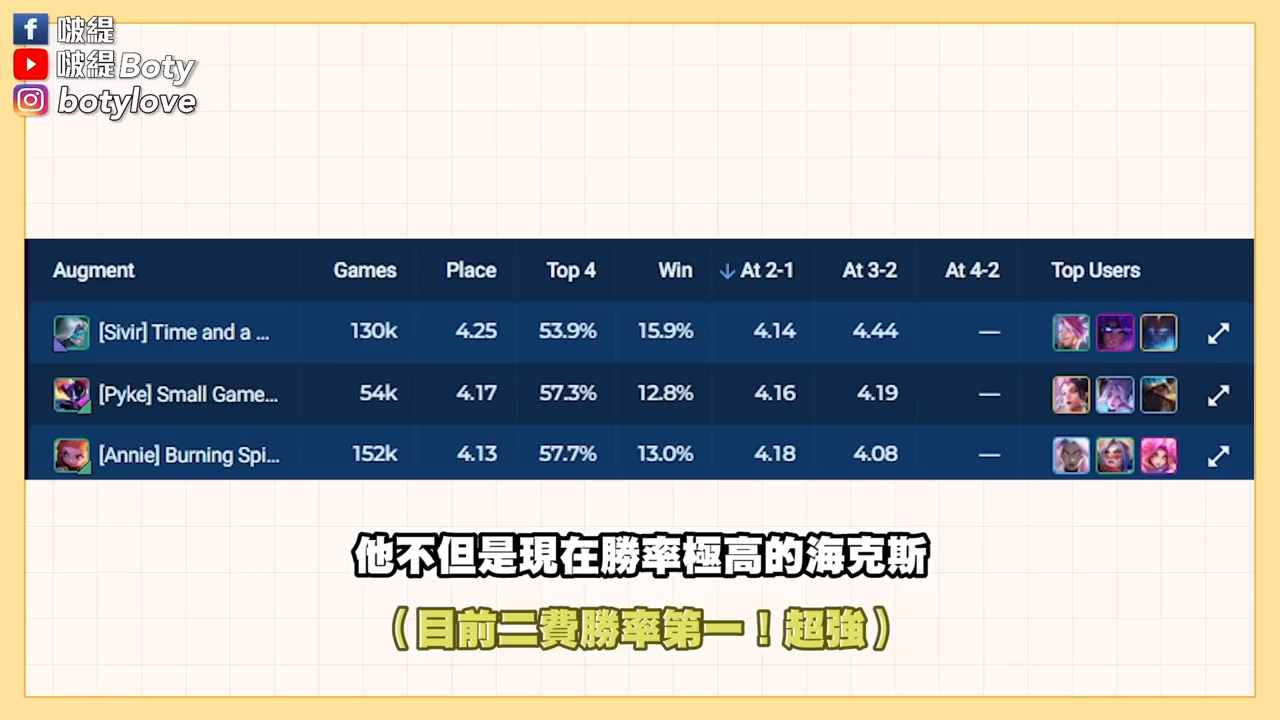 啵緹
啵緹Boty
botylove
Augment Games Place Top 4 Win At 2-1 At 3-2 At 4-2 Top Users
[Sivir] Time and a ... 130k 4.25 53.9% 15.9% 4.14 4.44 —
[Pyke] Small Game... 54k 4.17 57.3% 12.8% 4.16 4.19 —
[Annie] Burning Spi... 152k 4.13 57.7% 13.0% 4.18 4.08 —
他不但是現在勝率極高的海克斯
（目前二費勝率第一！超強）